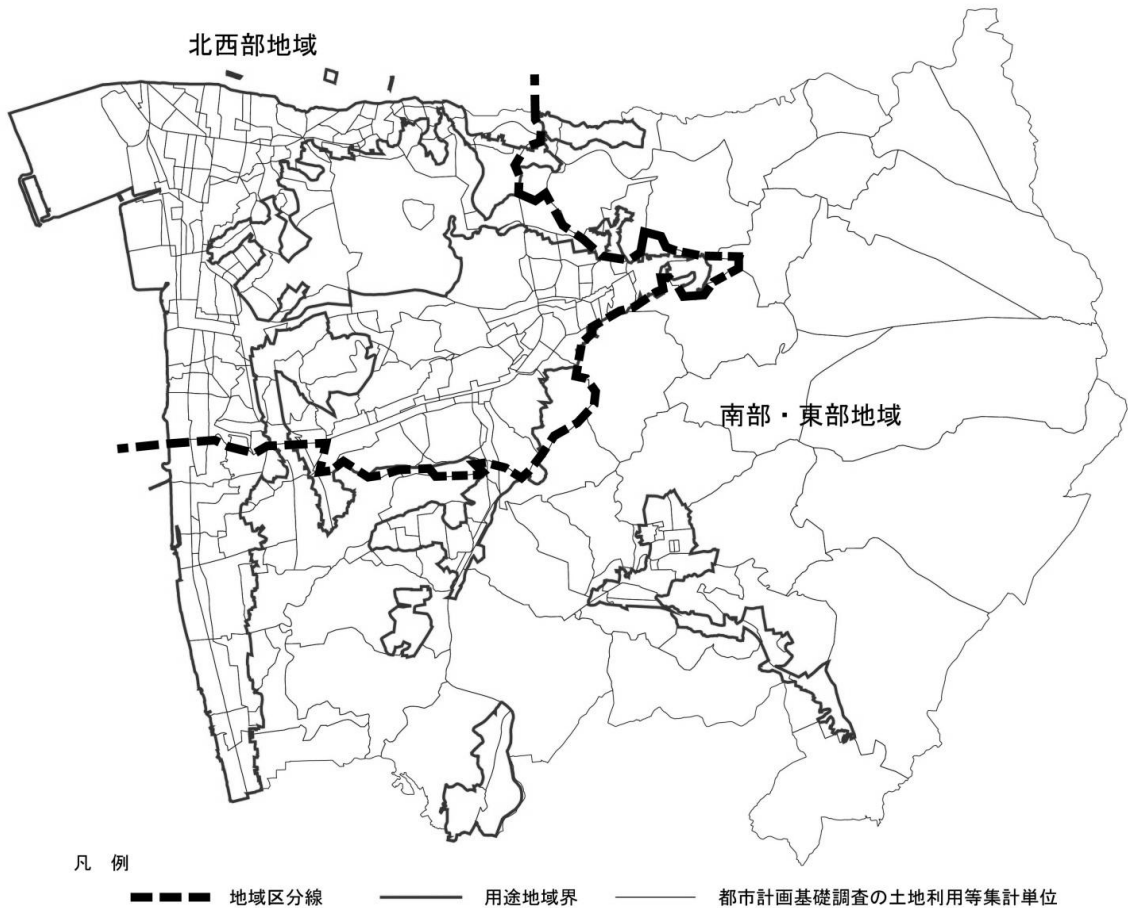 北西部地域
南部・東部地域
凡 例
地域区分線
用途地域界
都市計画基礎調査の土地利用等集計単位